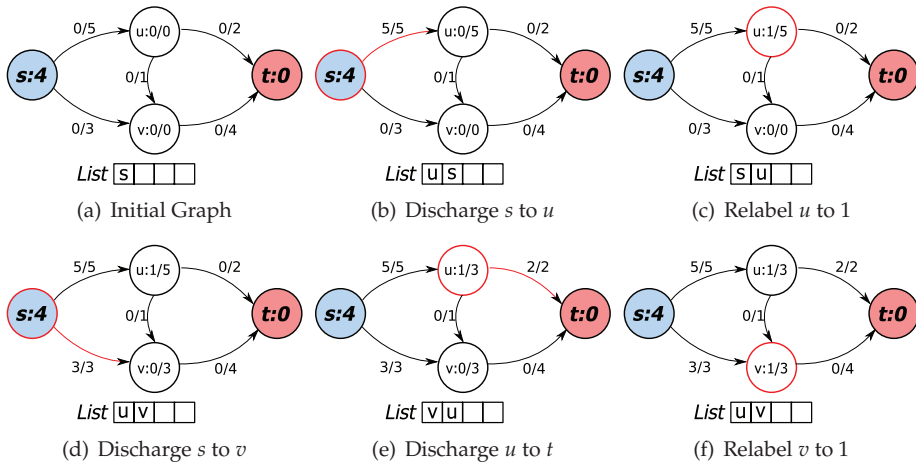 0/5 u:0/0 0/2
s:4 0/1 t:0
0/3 v:0/0 0/4
List s
(a) Initial Graph
5/5 u:0/5 0/2
s:4 0/1 t:0
0/3 v:0/0 0/4
List u s
(b) Discharge s to u
5/5 u:1/5 0/2
s:4 0/1 t:0
0/3 v:0/0 0/4
List s u
(c) Relabel u to 1
5/5 u:1/5 0/2
s:4 0/1 t:0
3/3 v:0/3 0/4
List u v
(d) Discharge s to v
5/5 u:1/3 2/2
s:4 0/1 t:0
3/3 v:0/3 0/4
List v u
(e) Discharge u to t
5/5 u:1/3 2/2
s:4 0/1 t:0
3/3 v:1/3 0/4
List u v
(f) Relabel v to 1